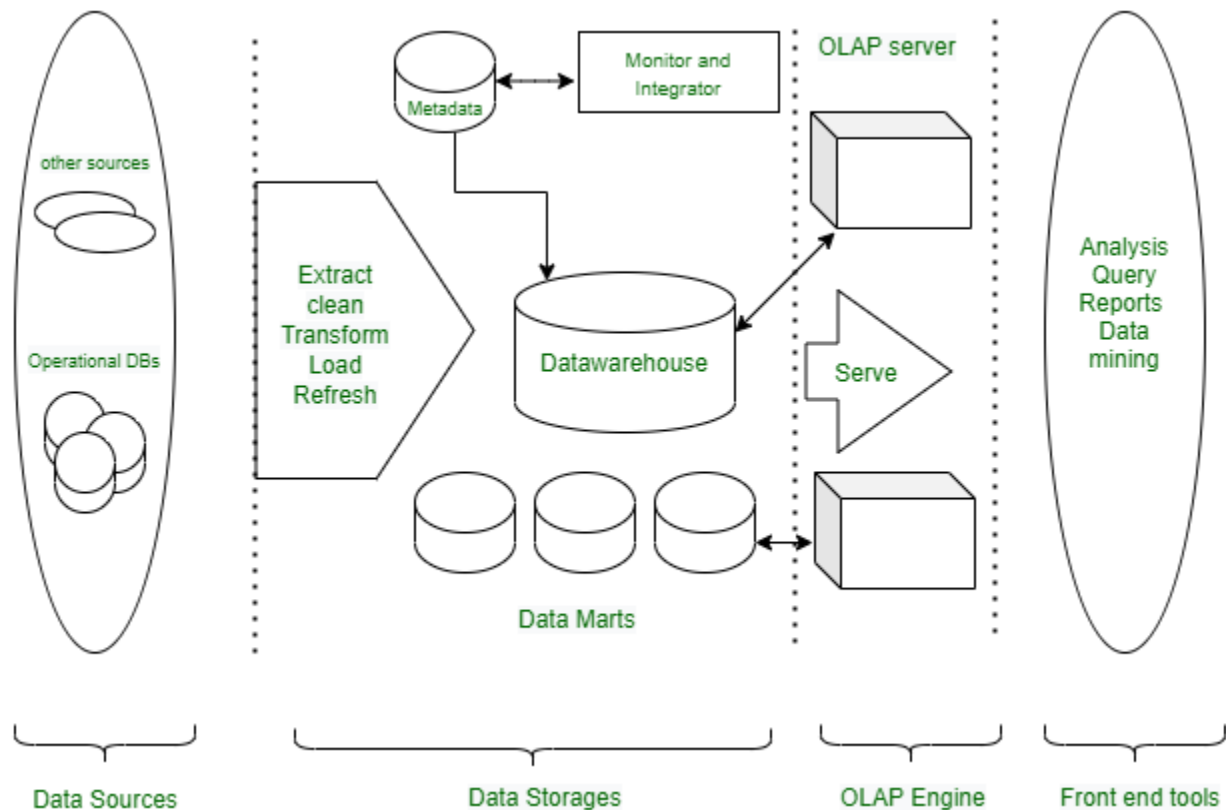 other sources
Operational DBs
Extract
clean
Transform
Load
Refresh
Metadata
Monitor and
Integrator
Datawarehouse
Data Marts
OLAP server
Serve
Analysis
Query
Reports
Data
mining
Data Sources
Data Storages
OLAP Engine
Front end tools